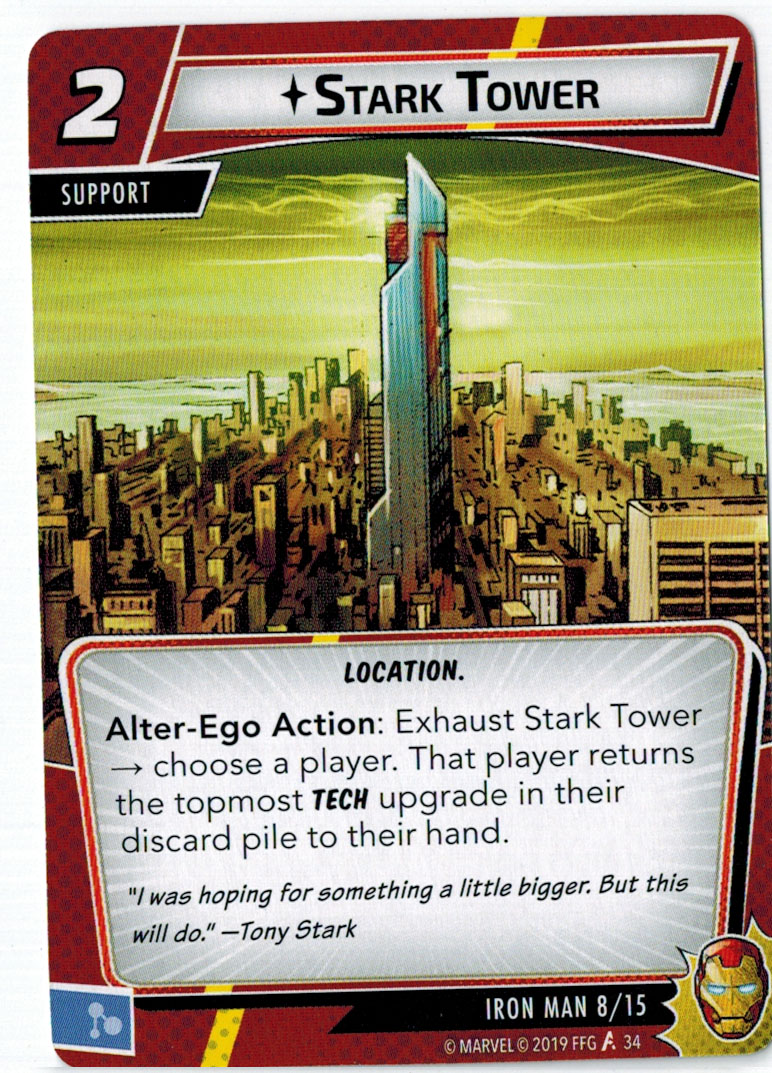 2
STARK TOWER
SUPPORT
LOCATION.
Alter-Ego Action: Exhaust Stark Tower
→ choose a player. That player returns
the topmost TECH upgrade in their
discard pile to their hand.
"I was hoping for something a little bigger. But this
will do." —Tony Stark
IRON MAN 8/15
© MARVEL © 2019 FFG 34